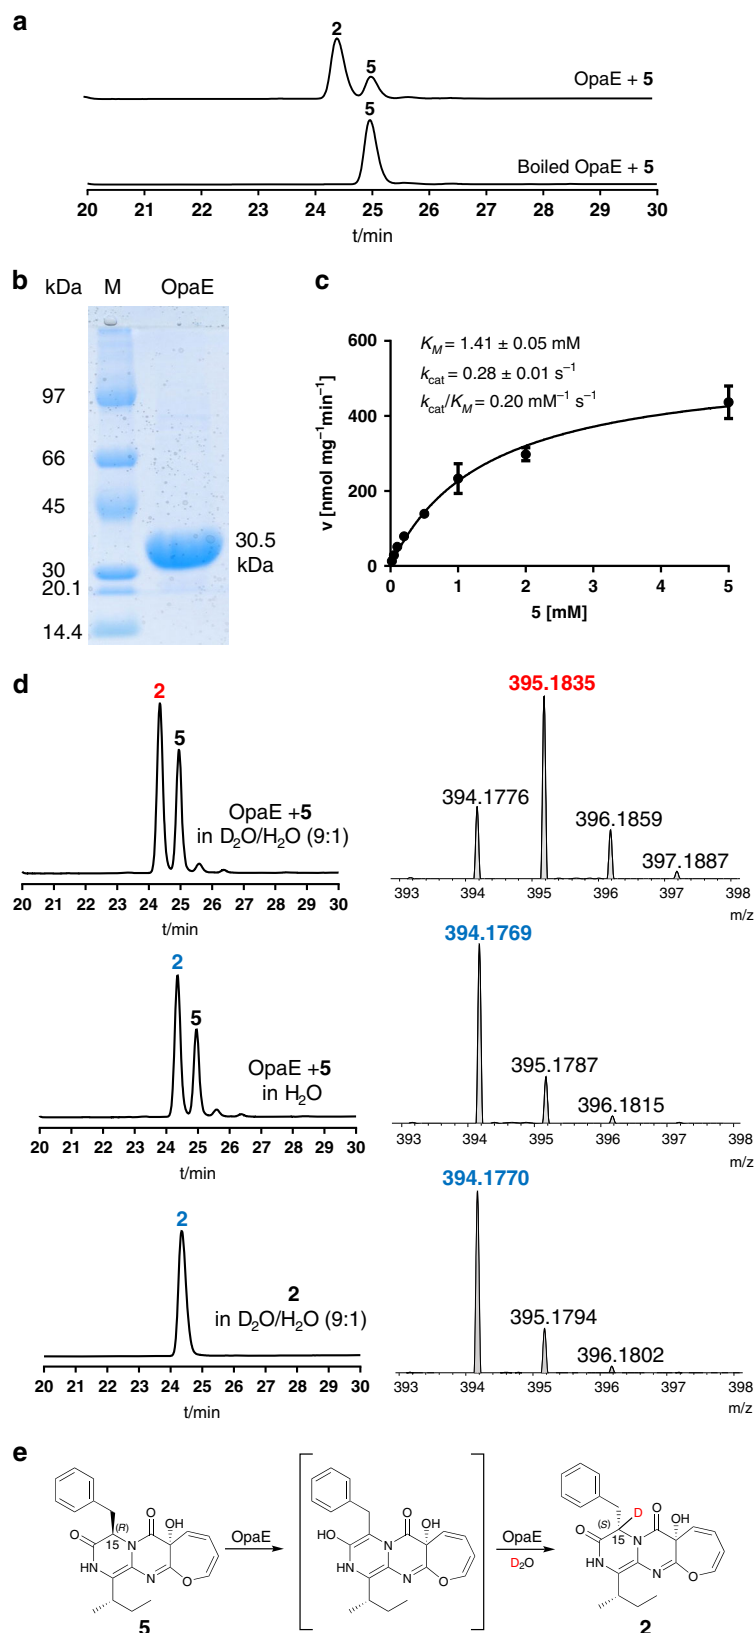 a
2
5
OpaE + 5
5
Boiled OpaE + 5
20 21 22 23 24 25 26 27 28 29 30
t/min
b
kDa M OpaE
97
66
45
30
20.1
14.4
30.5
kDa
c
K_M = 1.41 ± 0.05 mM
k_cat = 0.28 ± 0.01 s⁻¹
k_cat/K_M = 0.20 mM⁻¹ s⁻¹
v [nmol mg⁻¹min⁻¹]
600
400
200
0
0 1 2 3 4 5
5 [mM]
d
2
5
OpaE +5
in D₂O/H₂O (9:1)
20 21 22 23 24 25 26 27 28 29 30
t/min
395.1835
394.1776
396.1859
397.1887
393 394 395 396 397 398
m/z
2
5
OpaE +5
in H₂O
20 21 22 23 24 25 26 27 28 29 30
t/min
394.1769
395.1787
396.1815
393 394 395 396 397 398
m/z
2
2
in D₂O/H₂O (9:1)
20 21 22 23 24 25 26 27 28 29 30
t/min
394.1770
395.1794
396.1802
393 394 395 396 397 398
m/z
e
(R)
15
O
O
OH
N
HN
N
O
5
OpaE
HO
O
OH
N
HN
N
O
OpaE
D₂O
(S)
D
15
O
O
OH
N
HN
N
O
2